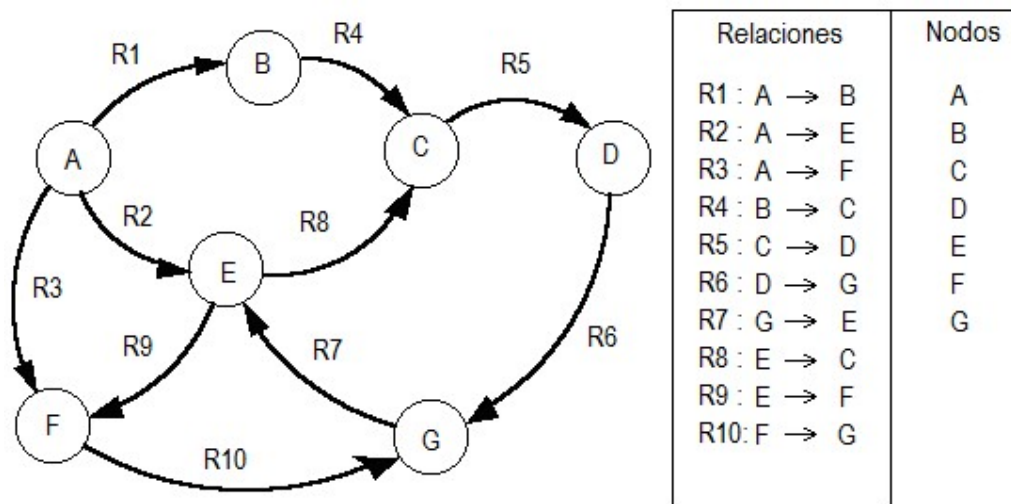 R1
B
R4
R5
A
C
D
R2
R8
E
R3
R9
R7
R6
F
G
R10
Relaciones
Nodos
R1 : A → B
A
R2 : A → E
B
R3 : A → F
C
R4 : B → C
D
R5 : C → D
E
R6 : D → G
F
R7 : G → E
G
R8 : E → C
R9 : E → F
R10: F → G